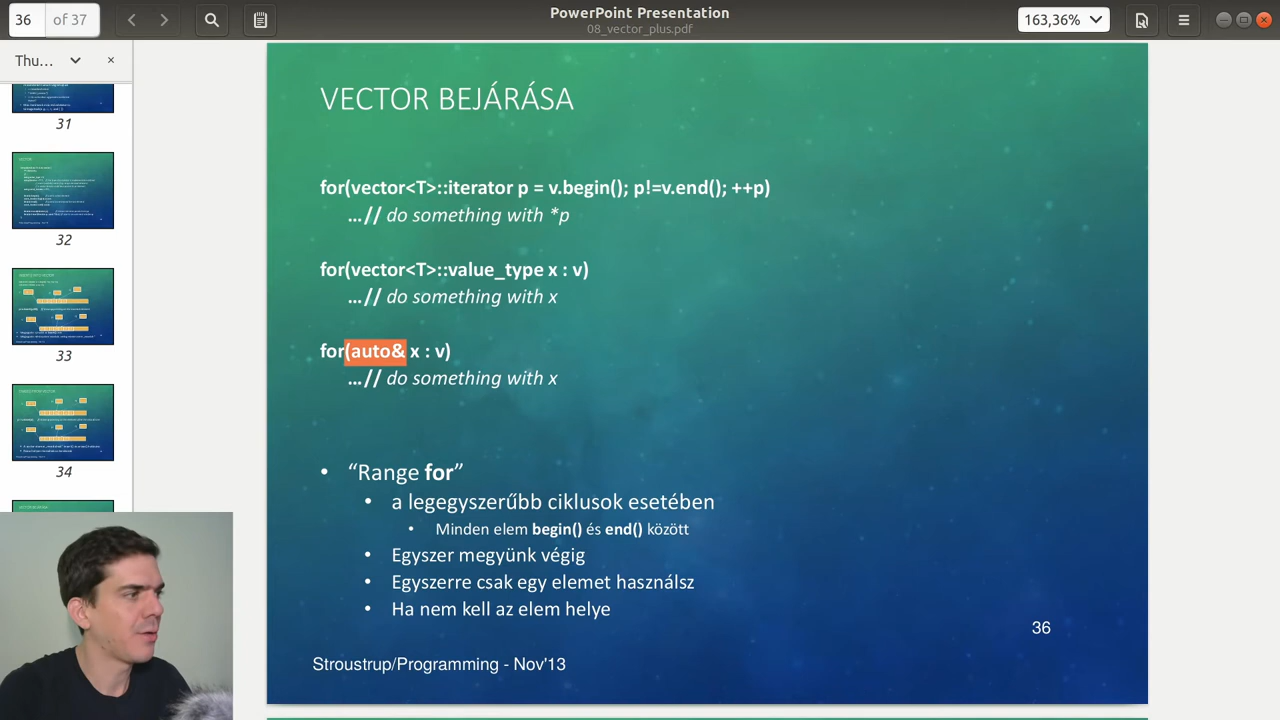 36 of 37
PowerPoint Presentation
08_vector_plus.pdf
163,36%
Thu...
31
32
33
34
VECTOR BEJÁRÁSA
for(vector<T>::iterator p = v.begin(); p!=v.end(); ++p)
...// do something with *p
for(vector<T>::value_type x : v)
...// do something with x
for(auto& x : v)
...// do something with x
• “Range for”
• a legegyszerűbb ciklusok esetében
• Minden elem begin() és end() között
• Egyszer megyünk végig
• Egyszerre csak egy elemet használsz
• Ha nem kell az elem helye
36
Stroustrup/Programming - Nov'13